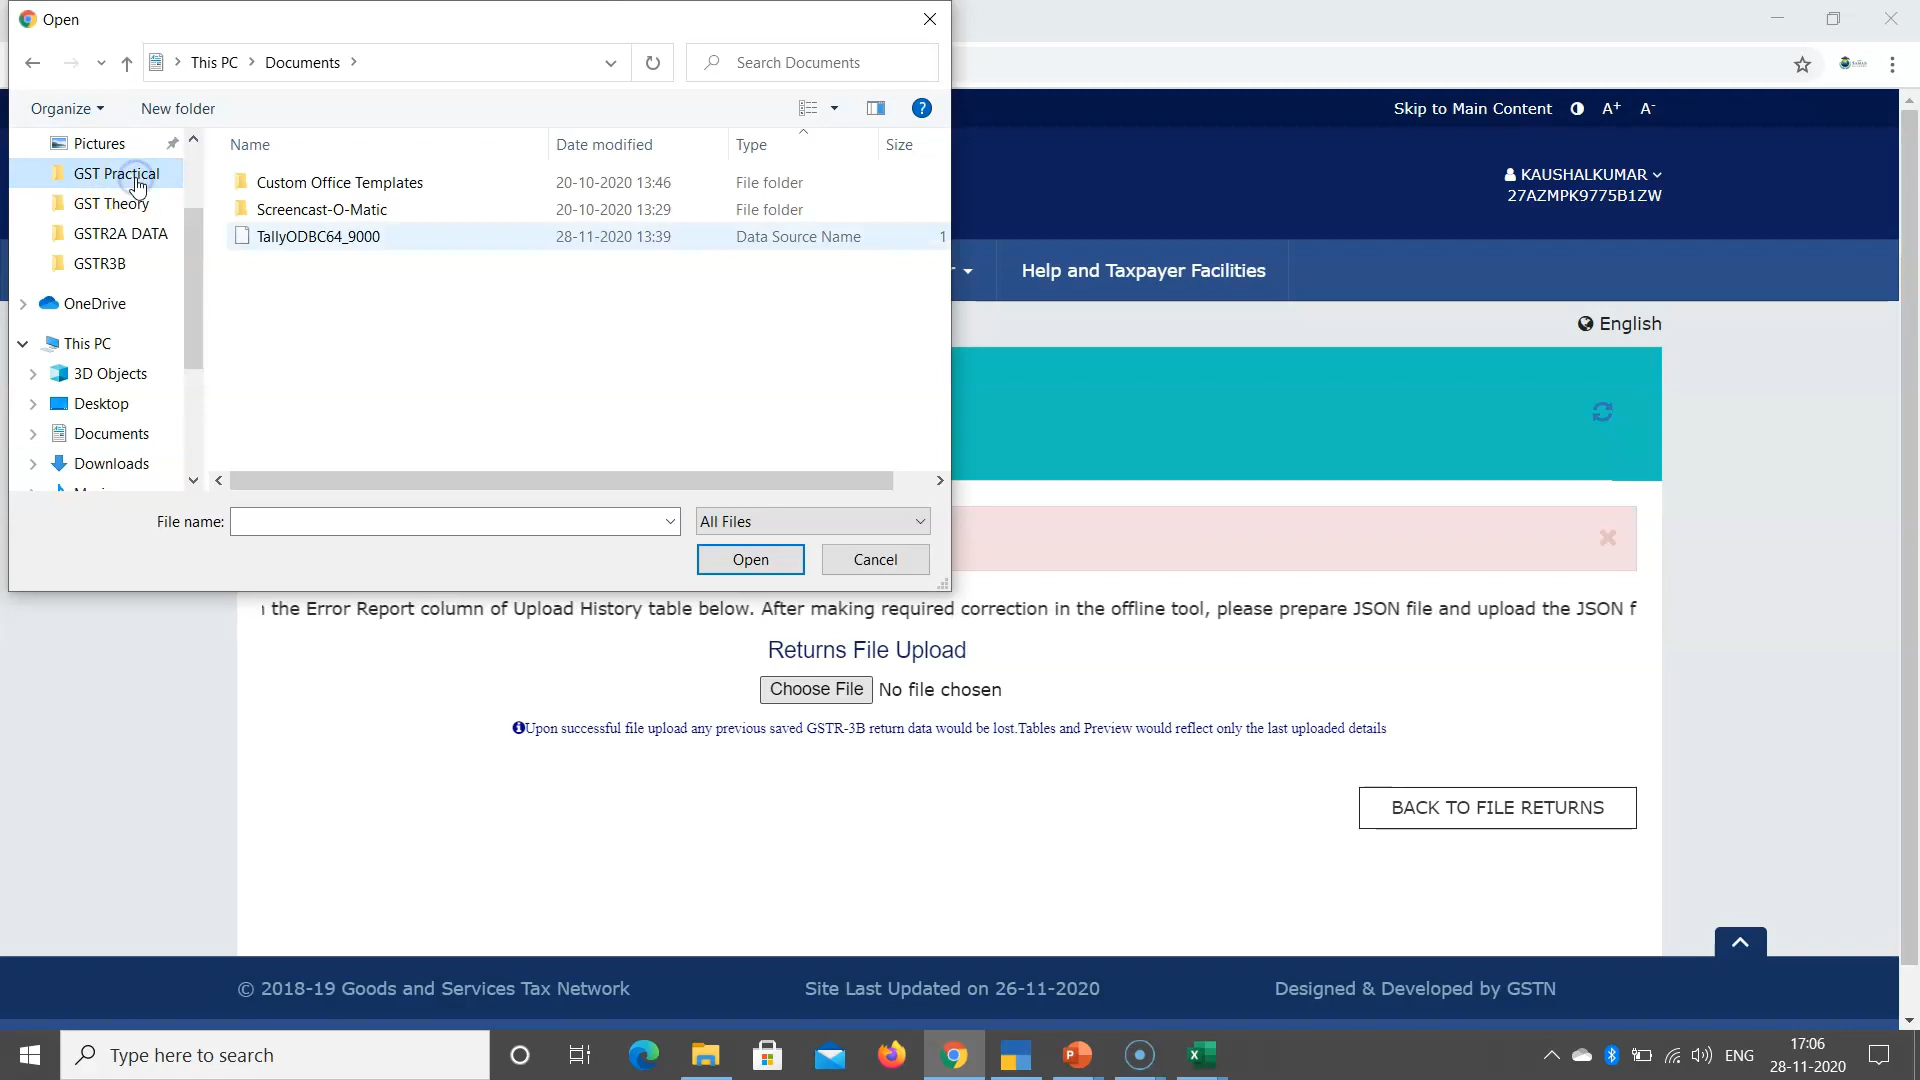 Open
This PC
Documents
Search Documents
Organize
New folder
Name
Date modified
Type
Size
Pictures
GST Practical
GST Theory
GSTR2A DATA
GSTR3B
OneDrive
This PC
3D Objects
Desktop
Documents
Downloads
Custom Office Templates 20-10-2020 13:46 File folder
Screencast-O-Matic 20-10-2020 13:29 File folder
TallyODBC64_9000 28-11-2020 13:39 Data Source Name 1
File name:
All Files
Open
Cancel
Skip to Main Content A+ A-
KAUSHALKUMAR
27AZMPK9775B1ZW
Help and Taxpayer Facilities
English
the Error Report column of Upload History table below. After making required correction in the offline tool, please prepare JSON file and upload the JSON f
Returns File Upload
Choose File No file chosen
Upon successful file upload any previous saved GSTR-3B return data would be lost.Tables and Preview would reflect only the last uploaded details
BACK TO FILE RETURNS
© 2018-19 Goods and Services Tax Network
Site Last Updated on 26-11-2020
Designed & Developed by GSTN
Type here to search
ENG
17:06
28-11-2020